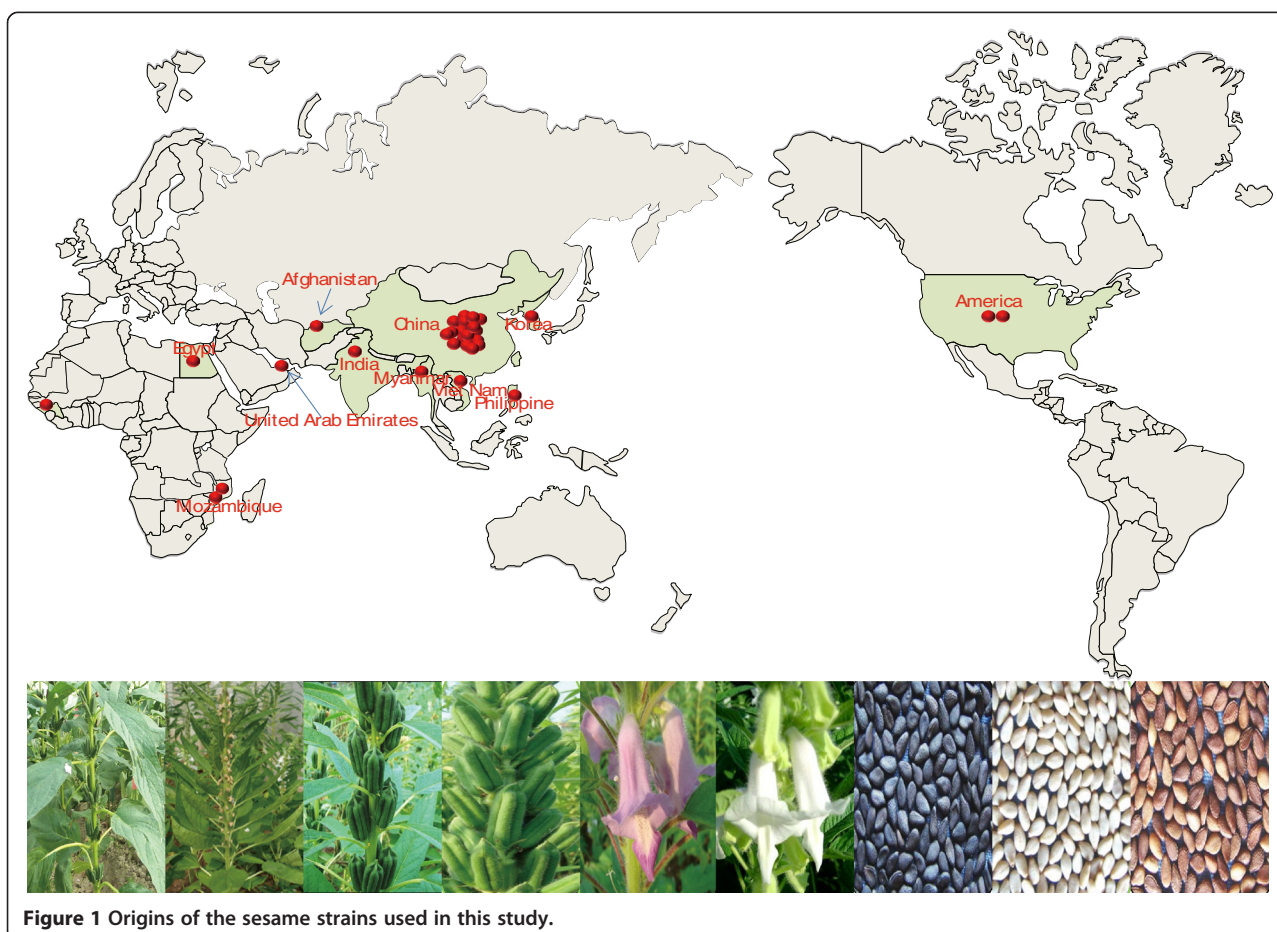 Afghanistan
America
China
Korea
Egypt
India
Myanmar
Viet Nam
Philippine
United Arab Emirates
Mozambique
Figure 1 Origins of the sesame strains used in this study.